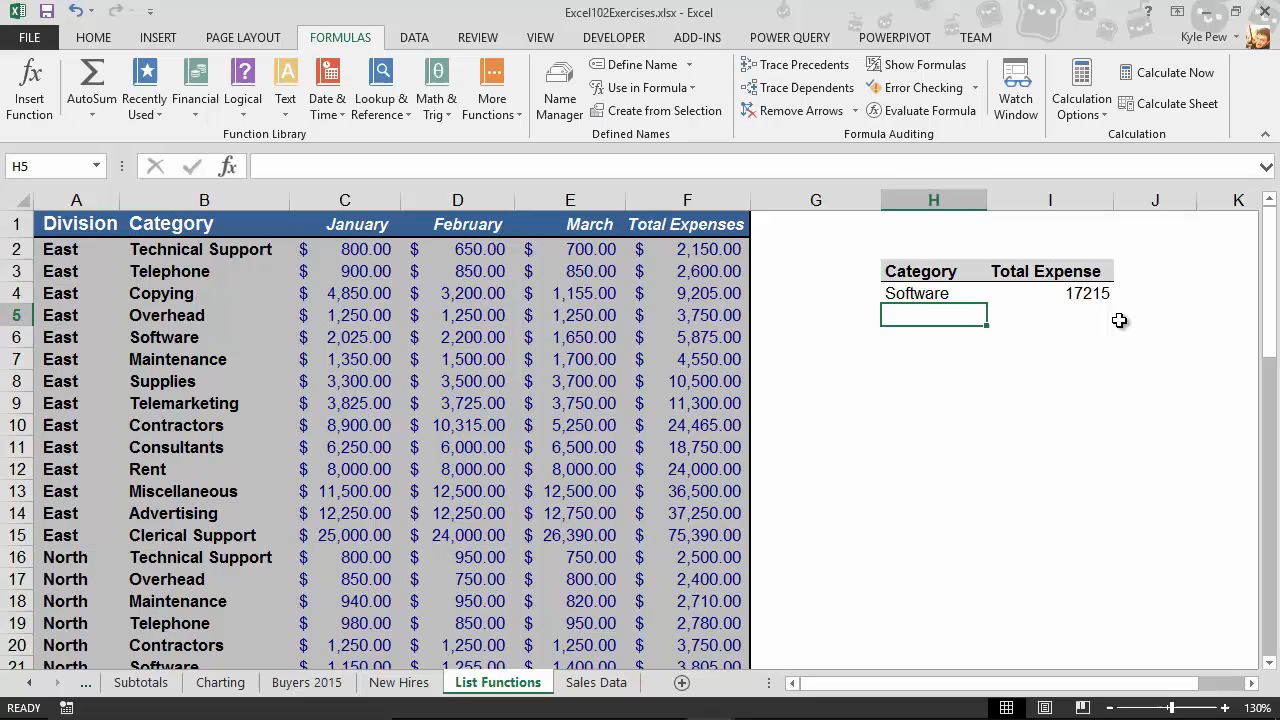 Excel102Exercises.xlsx - Excel
FILE HOME INSERT PAGE LAYOUT FORMULAS DATA REVIEW VIEW DEVELOPER ADD-INS POWER QUERY POWERPIVOT TEAM Kyle Pew
Insert Function
AutoSum
Recently Used
Financial
Logical
Text
Date & Time
Lookup & Reference
Math & Trig
More Functions
Function Library
Name Manager
Define Name
Use in Formula
Create from Selection
Defined Names
Trace Precedents
Trace Dependents
Remove Arrows
Show Formulas
Error Checking
Evaluate Formula
Formula Auditing
Watch Window
Calculation Options
Calculate Now
Calculate Sheet
Calculation
H5 fx
A B C D E F G H I J K
1 Division Category January February March Total Expenses
2 East Technical Support $ 800.00 $ 650.00 $ 700.00 $ 2,150.00
3 East Telephone $ 900.00 $ 850.00 $ 850.00 $ 2,600.00 Category Total Expense
4 East Copying $ 4,850.00 $ 3,200.00 $ 1,155.00 $ 9,205.00 Software 17215
5 East Overhead $ 1,250.00 $ 1,250.00 $ 1,250.00 $ 3,750.00
6 East Software $ 2,025.00 $ 2,200.00 $ 1,650.00 $ 5,875.00
7 East Maintenance $ 1,350.00 $ 1,500.00 $ 1,700.00 $ 4,550.00
8 East Supplies $ 3,300.00 $ 3,500.00 $ 3,700.00 $ 10,500.00
9 East Telemarketing $ 3,825.00 $ 3,725.00 $ 3,750.00 $ 11,300.00
10 East Contractors $ 8,900.00 $ 10,315.00 $ 5,250.00 $ 24,465.00
11 East Consultants $ 6,250.00 $ 6,000.00 $ 6,500.00 $ 18,750.00
12 East Rent $ 8,000.00 $ 8,000.00 $ 8,000.00 $ 24,000.00
13 East Miscellaneous $ 11,500.00 $ 12,500.00 $ 12,500.00 $ 36,500.00
14 East Advertising $ 12,250.00 $ 12,250.00 $ 12,750.00 $ 37,250.00
15 East Clerical Support $ 25,000.00 $ 24,000.00 $ 26,390.00 $ 75,390.00
16 North Technical Support $ 800.00 $ 950.00 $ 750.00 $ 2,500.00
17 North Overhead $ 850.00 $ 750.00 $ 800.00 $ 2,400.00
18 North Maintenance $ 940.00 $ 950.00 $ 820.00 $ 2,710.00
19 North Telephone $ 980.00 $ 850.00 $ 950.00 $ 2,780.00
20 North Contractors $ 1,250.00 $ 1,250.00 $ 1,250.00 $ 3,750.00
21 North Software $ 1,150.00 $ 1,255.00 $ 1,400.00 $ 3,805.00
... Subtotals Charting Buyers 2015 New Hires List Functions Sales Data
READY 130%